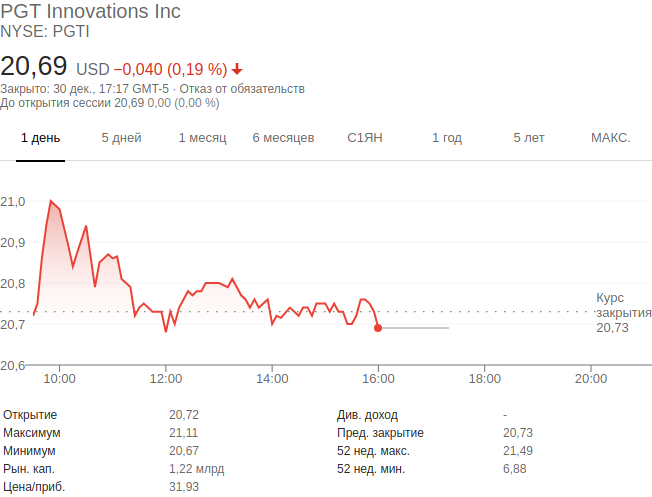 PGT Innovations Inc
NYSE: PGTI
20,69 USD −0,040 (0,19 %)
Закрыто: 30 дек., 17:17 GMT-5 · Отказ от обязательств
До открытия сессии 20,69 0,00 (0,00 %)
1 день 5 дней 1 месяц 6 месяцев С1ЯН 1 год 5 лет МАКС.
21,0
20,9
20,8
Курс
закрытия
20,73
20,7
20,6
10:00 12:00 14:00 16:00 18:00 20:00
Открытие 20,72 Див. доход -
Максимум 21,11 Пред. закрытие 20,73
Минимум 20,67 52 нед. макс. 21,49
Рын. кап. 1,22 млрд 52 нед. мин. 6,88
Цена/приб. 31,93